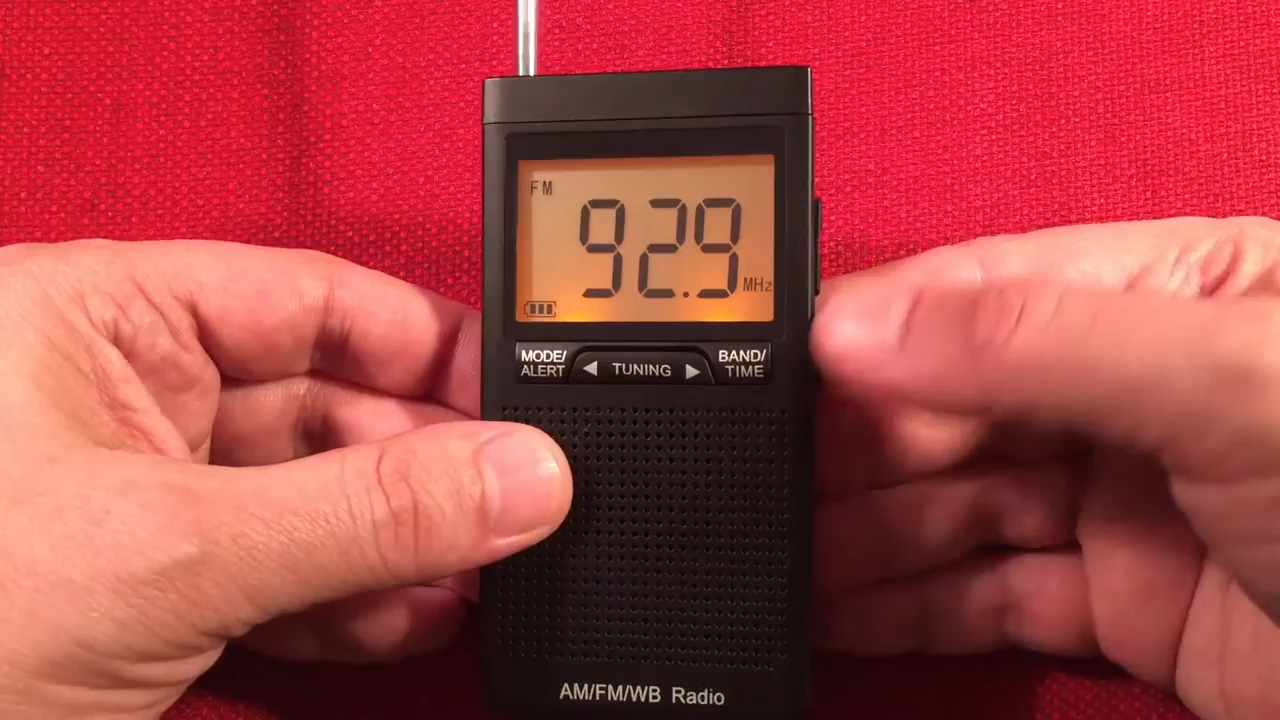 FM
92.9 MHz
MODE/ALERT
◀ TUNING ▶
BAND/TIME
AM/FM/WB Radio